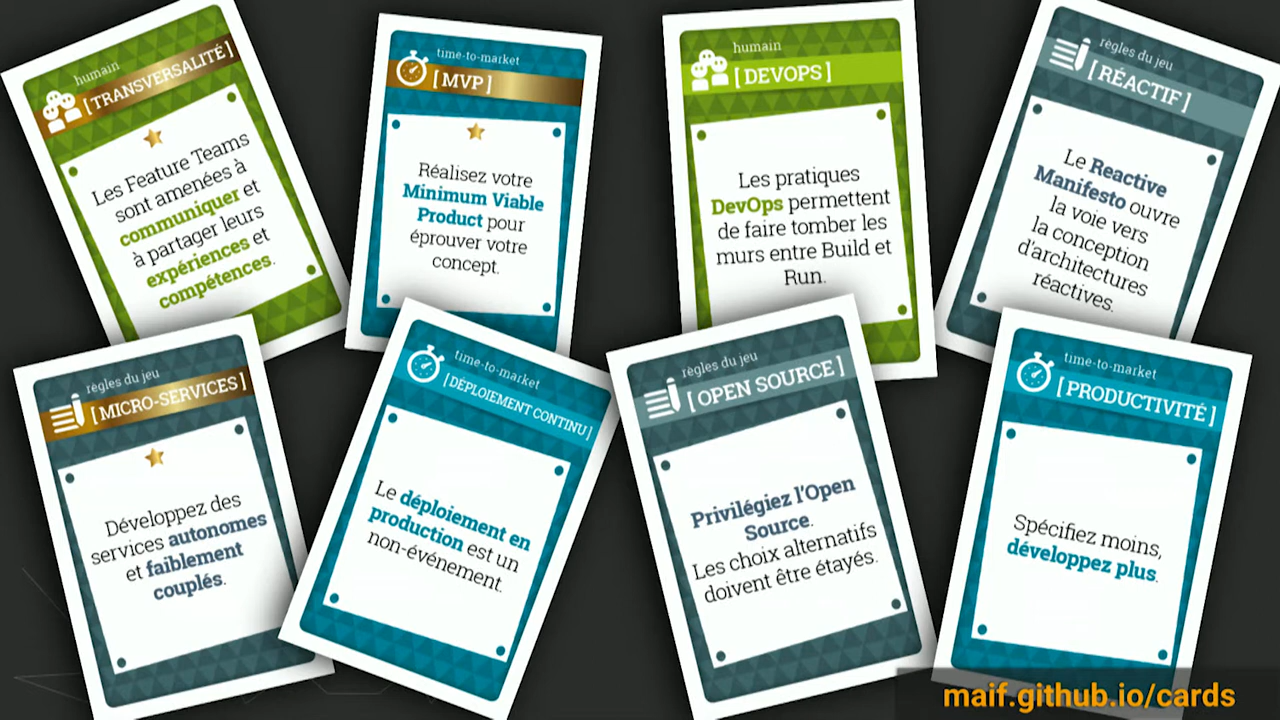 humain
[ TRANSVERSALITÉ ]
Les Feature Teams
sont amenées à
communiquer et
à partager leurs
expériences et
compétences.
time-to-market
[ MVP ]
Réalisez votre
Minimum Viable
Product pour
éprouver votre
concept.
humain
[ DEVOPS ]
Les pratiques
DevOps permettent
de faire tomber les
murs entre Build et
Run.
règles du jeu
[ RÉACTIF ]
Le Reactive
Manifesto ouvre
la voie vers
la conception
d'architectures
réactives.
règles du jeu
[ MICRO-SERVICES ]
Développez des
services autonomes
et faiblement
couplés.
time-to-market
[ DÉPLOIEMENT CONTINU ]
Le déploiement en
production est un
non-événement.
règles du jeu
[ OPEN SOURCE ]
Privilégiez l'Open
Source.
Les choix alternatifs
doivent être étayés.
time-to-market
[ PRODUCTIVITÉ ]
Spécifiez moins,
développez plus.
maif.github.io/cards